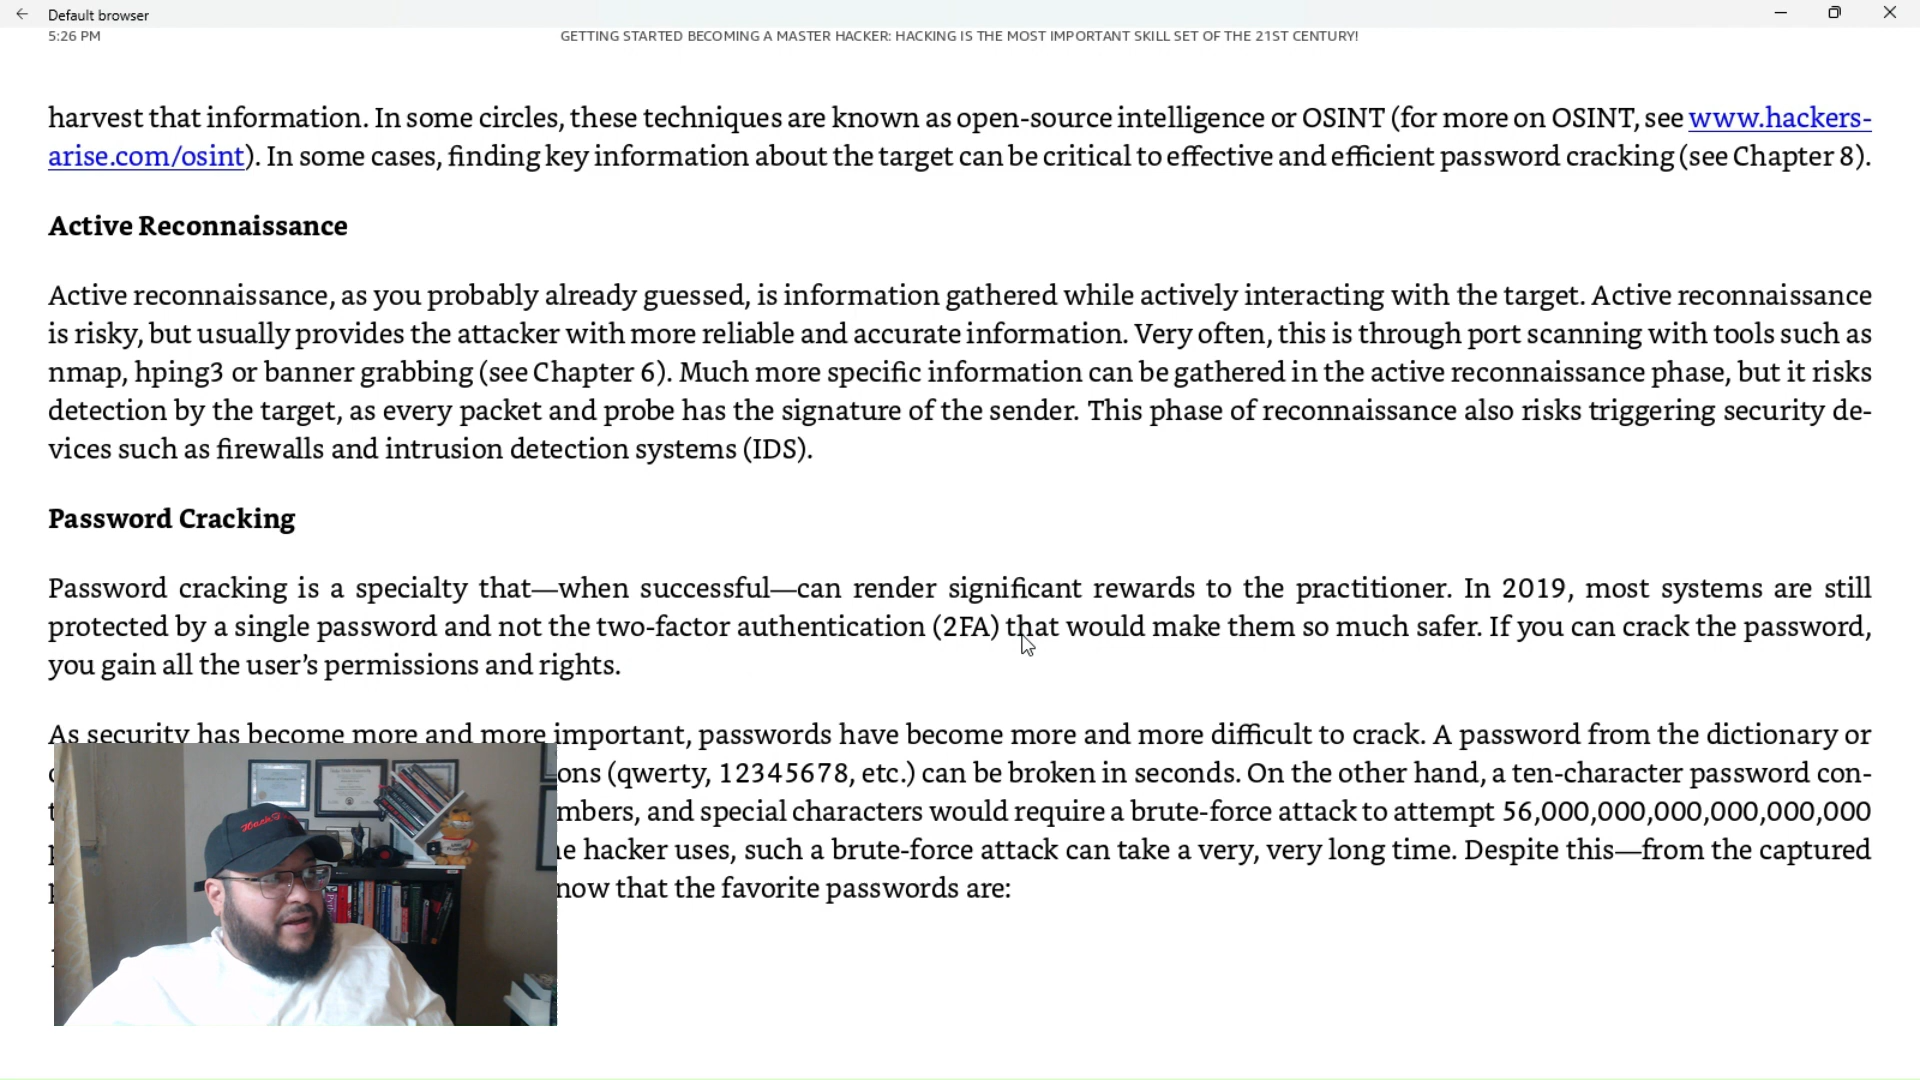 Default browser
5:26 PM
GETTING STARTED BECOMING A MASTER HACKER: HACKING IS THE MOST IMPORTANT SKILL SET OF THE 21ST CENTURY!
harvest that information. In some circles, these techniques are known as open-source intelligence or OSINT (for more on OSINT, see www.hackers-
arise.com/osint). In some cases, finding key information about the target can be critical to effective and efficient password cracking (see Chapter 8).
Active Reconnaissance
Active reconnaissance, as you probably already guessed, is information gathered while actively interacting with the target. Active reconnaissance
is risky, but usually provides the attacker with more reliable and accurate information. Very often, this is through port scanning with tools such as
nmap, hping3 or banner grabbing (see Chapter 6). Much more specific information can be gathered in the active reconnaissance phase, but it risks
detection by the target, as every packet and probe has the signature of the sender. This phase of reconnaissance also risks triggering security de-
vices such as firewalls and intrusion detection systems (IDS).
Password Cracking
Password cracking is a specialty that—when successful—can render significant rewards to the practitioner. In 2019, most systems are still
protected by a single password and not the two-factor authentication (2FA) that would make them so much safer. If you can crack the password,
you gain all the user's permissions and rights.
As security has become more and more important, passwords have become more and more difficult to crack. A password from the dictionary or
ons (qwerty, 12345678, etc.) can be broken in seconds. On the other hand, a ten-character password con-
mbers, and special characters would require a brute-force attack to attempt 56,000,000,000,000,000,000
hacker uses, such a brute-force attack can take a very, very long time. Despite this—from the captured
now that the favorite passwords are: